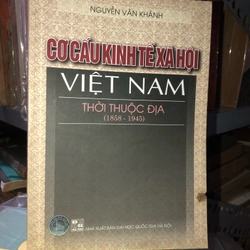 NGUYỄN VĂN KHÁNH
CƠ CẤU KINH TẾ XÃ HỘI
VIỆT NAM
THỜI THUỘC ĐỊA
(1858 - 1945)
NHÀ XUẤT BẢN ĐẠI HỌC QUỐC GIA HÀ NỘI